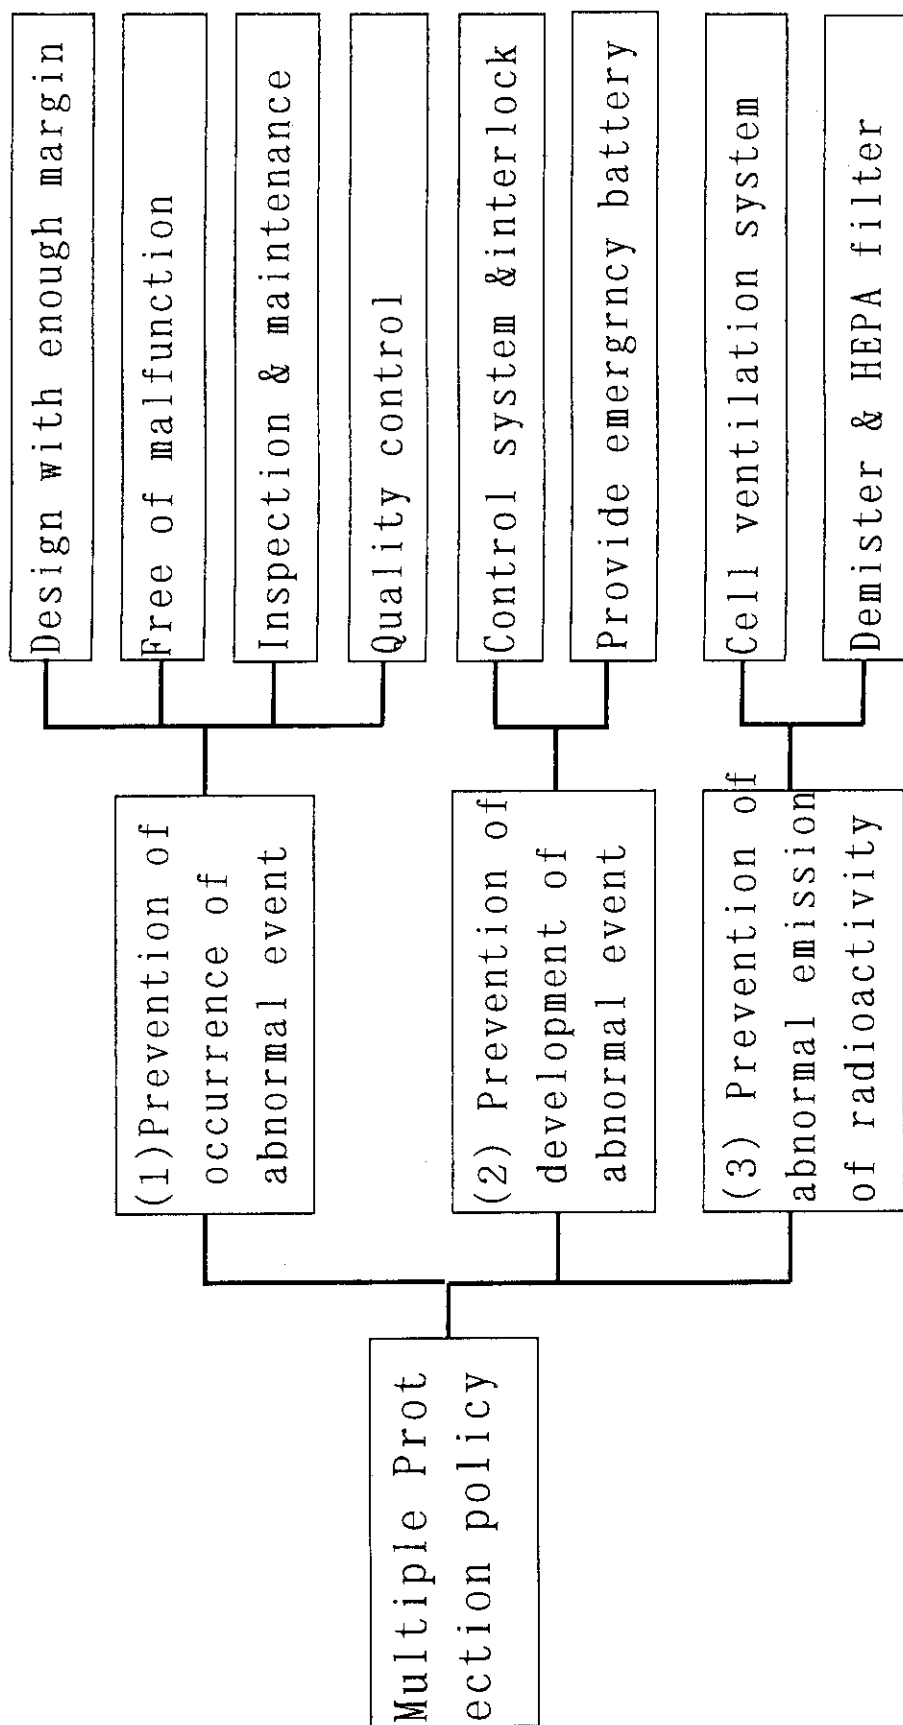 Multiple Prot
ection policy
(1)Prevention of
occurrence of
abnormal event
Design with enough margin
Free of malfunction
Inspection & maintenance
Quality control
(2) Prevention of
development of
abnormal event
Control system &interlock
Provide emergrncy battery
(3) Prevention of
abnormal emission
of radioactivity
Cell ventilation system
Demister & HEPA filter